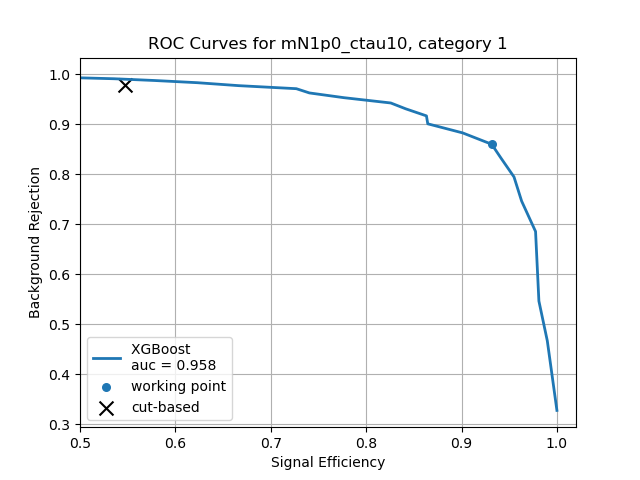 ROC Curves for mN1p0_ctau10, category 1
1.0
0.9
0.8
0.7
0.6
0.5
0.4
0.3
Background Rejection
XGBoost
auc = 0.958
working point
cut-based
0.5 0.6 0.7 0.8 0.9 1.0
Signal Efficiency